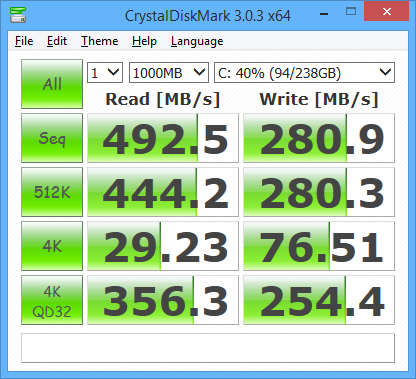 CrystalDiskMark 3.0.3 x64
File Edit Theme Help Language
All 1 1000MB C: 40% (94/238GB)
Read [MB/s] Write [MB/s]
Seq 492.5 280.9
512K 444.2 280.3
4K 29.23 76.51
4K QD32 356.3 254.4